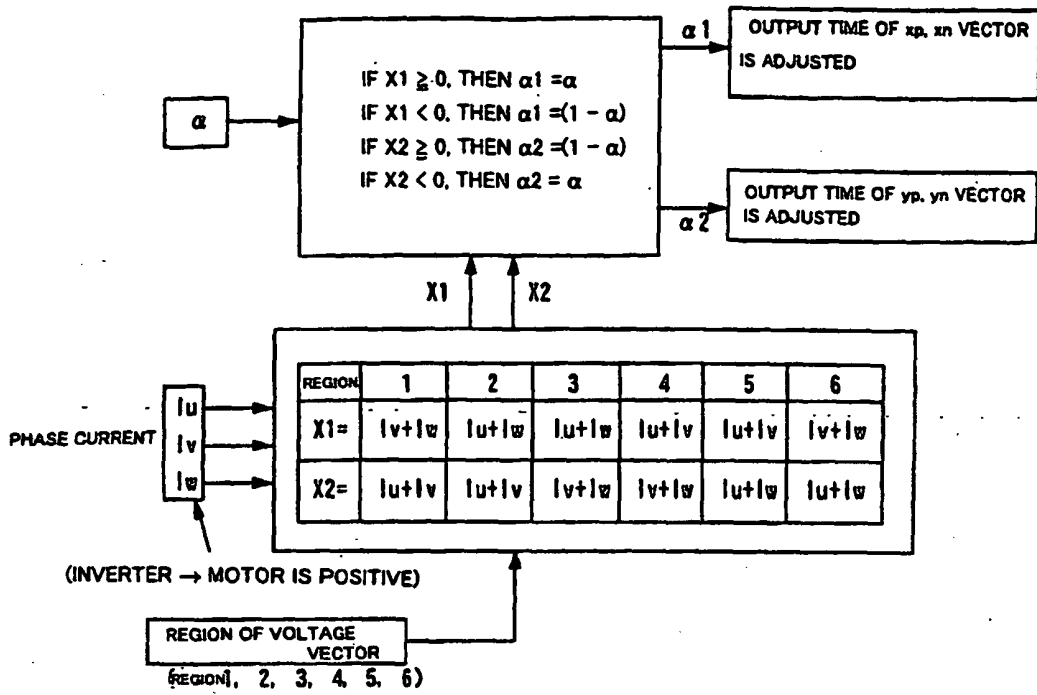 α
IF X1 ≧ 0, THEN α1 =α
IF X1 < 0, THEN α1 =(1 - α)
IF X2 ≧ 0, THEN α2 =(1 - α)
IF X2 < 0, THEN α2 = α
α1
OUTPUT TIME OF xp, xn VECTOR
IS ADJUSTED
α2
OUTPUT TIME OF yp, yn VECTOR
IS ADJUSTED
X1 X2
PHASE CURRENT
Iu
Iv
Iw
REGION 1 2 3 4 5 6
X1= Iv+Iw Iu+Iw Iu+Iw Iu+Iv Iu+Iv Iv+Iw
X2= Iu+Iv Iu+Iv Iv+Iw Iv+Iw Iu+Iw Iu+Iw
(INVERTER → MOTOR IS POSITIVE)
REGION OF VOLTAGE
VECTOR
(REGION1, 2, 3, 4, 5, 6)